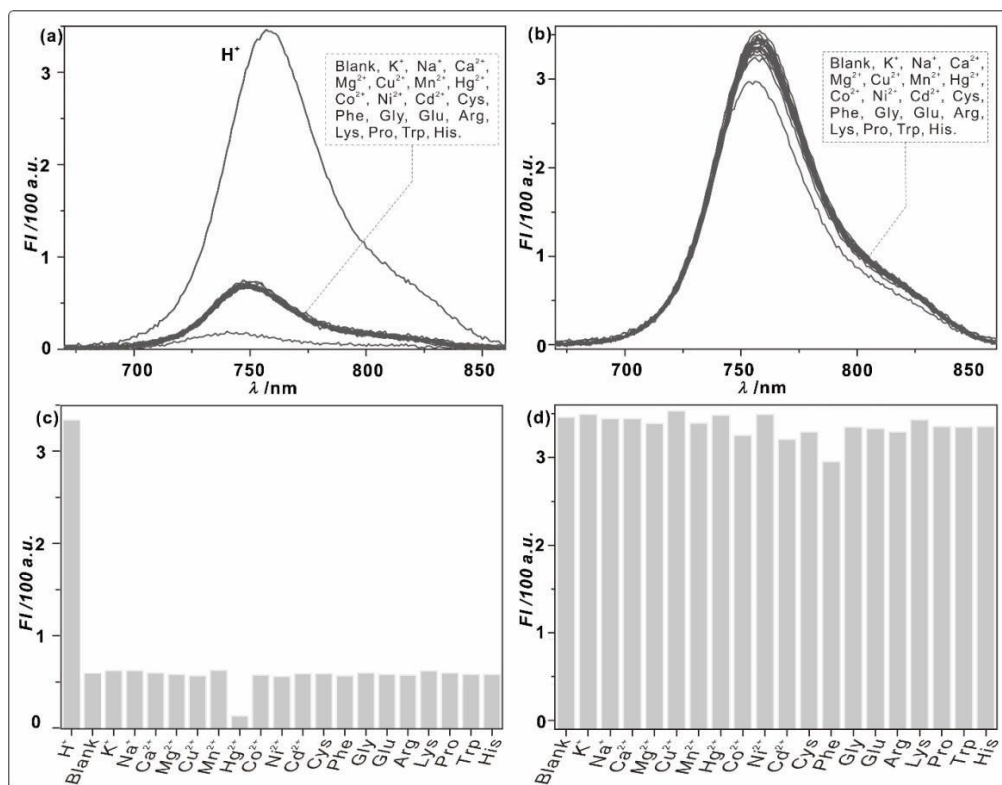 (a)
H⁺
Blank, K⁺, Na⁺, Ca²⁺,
Mg²⁺, Cu²⁺, Mn²⁺, Hg²⁺,
Co²⁺, Ni²⁺, Cd²⁺, Cys,
Phe, Gly, Glu, Arg,
Lys, Pro, Trp, His.
FI /100 a.u.
3
2
1
0
700 750 800 850
λ /nm
(b)
Blank, K⁺, Na⁺, Ca²⁺,
Mg²⁺, Cu²⁺, Mn²⁺, Hg²⁺,
Co²⁺, Ni²⁺, Cd²⁺, Cys,
Phe, Gly, Glu, Arg,
Lys, Pro, Trp, His.
FI /100 a.u.
3
2
1
0
700 750 800 850
λ /nm
(c)
FI /100 a.u.
3
2
1
0
H⁺ Blank K⁺ Na⁺ Ca²⁺ Mg²⁺ Cu²⁺ Mn²⁺ Hg²⁺ Co²⁺ Ni²⁺ Cd²⁺ Cys Phe Gly Glu Arg Lys Pro Trp His
(d)
FI /100 a.u.
3
2
1
0
Blank K⁺ Na⁺ Ca²⁺ Mg²⁺ Cu²⁺ Mn²⁺ Hg²⁺ Co²⁺ Ni²⁺ Cd²⁺ Cys Phe Gly Glu Arg Lys Pro Trp His